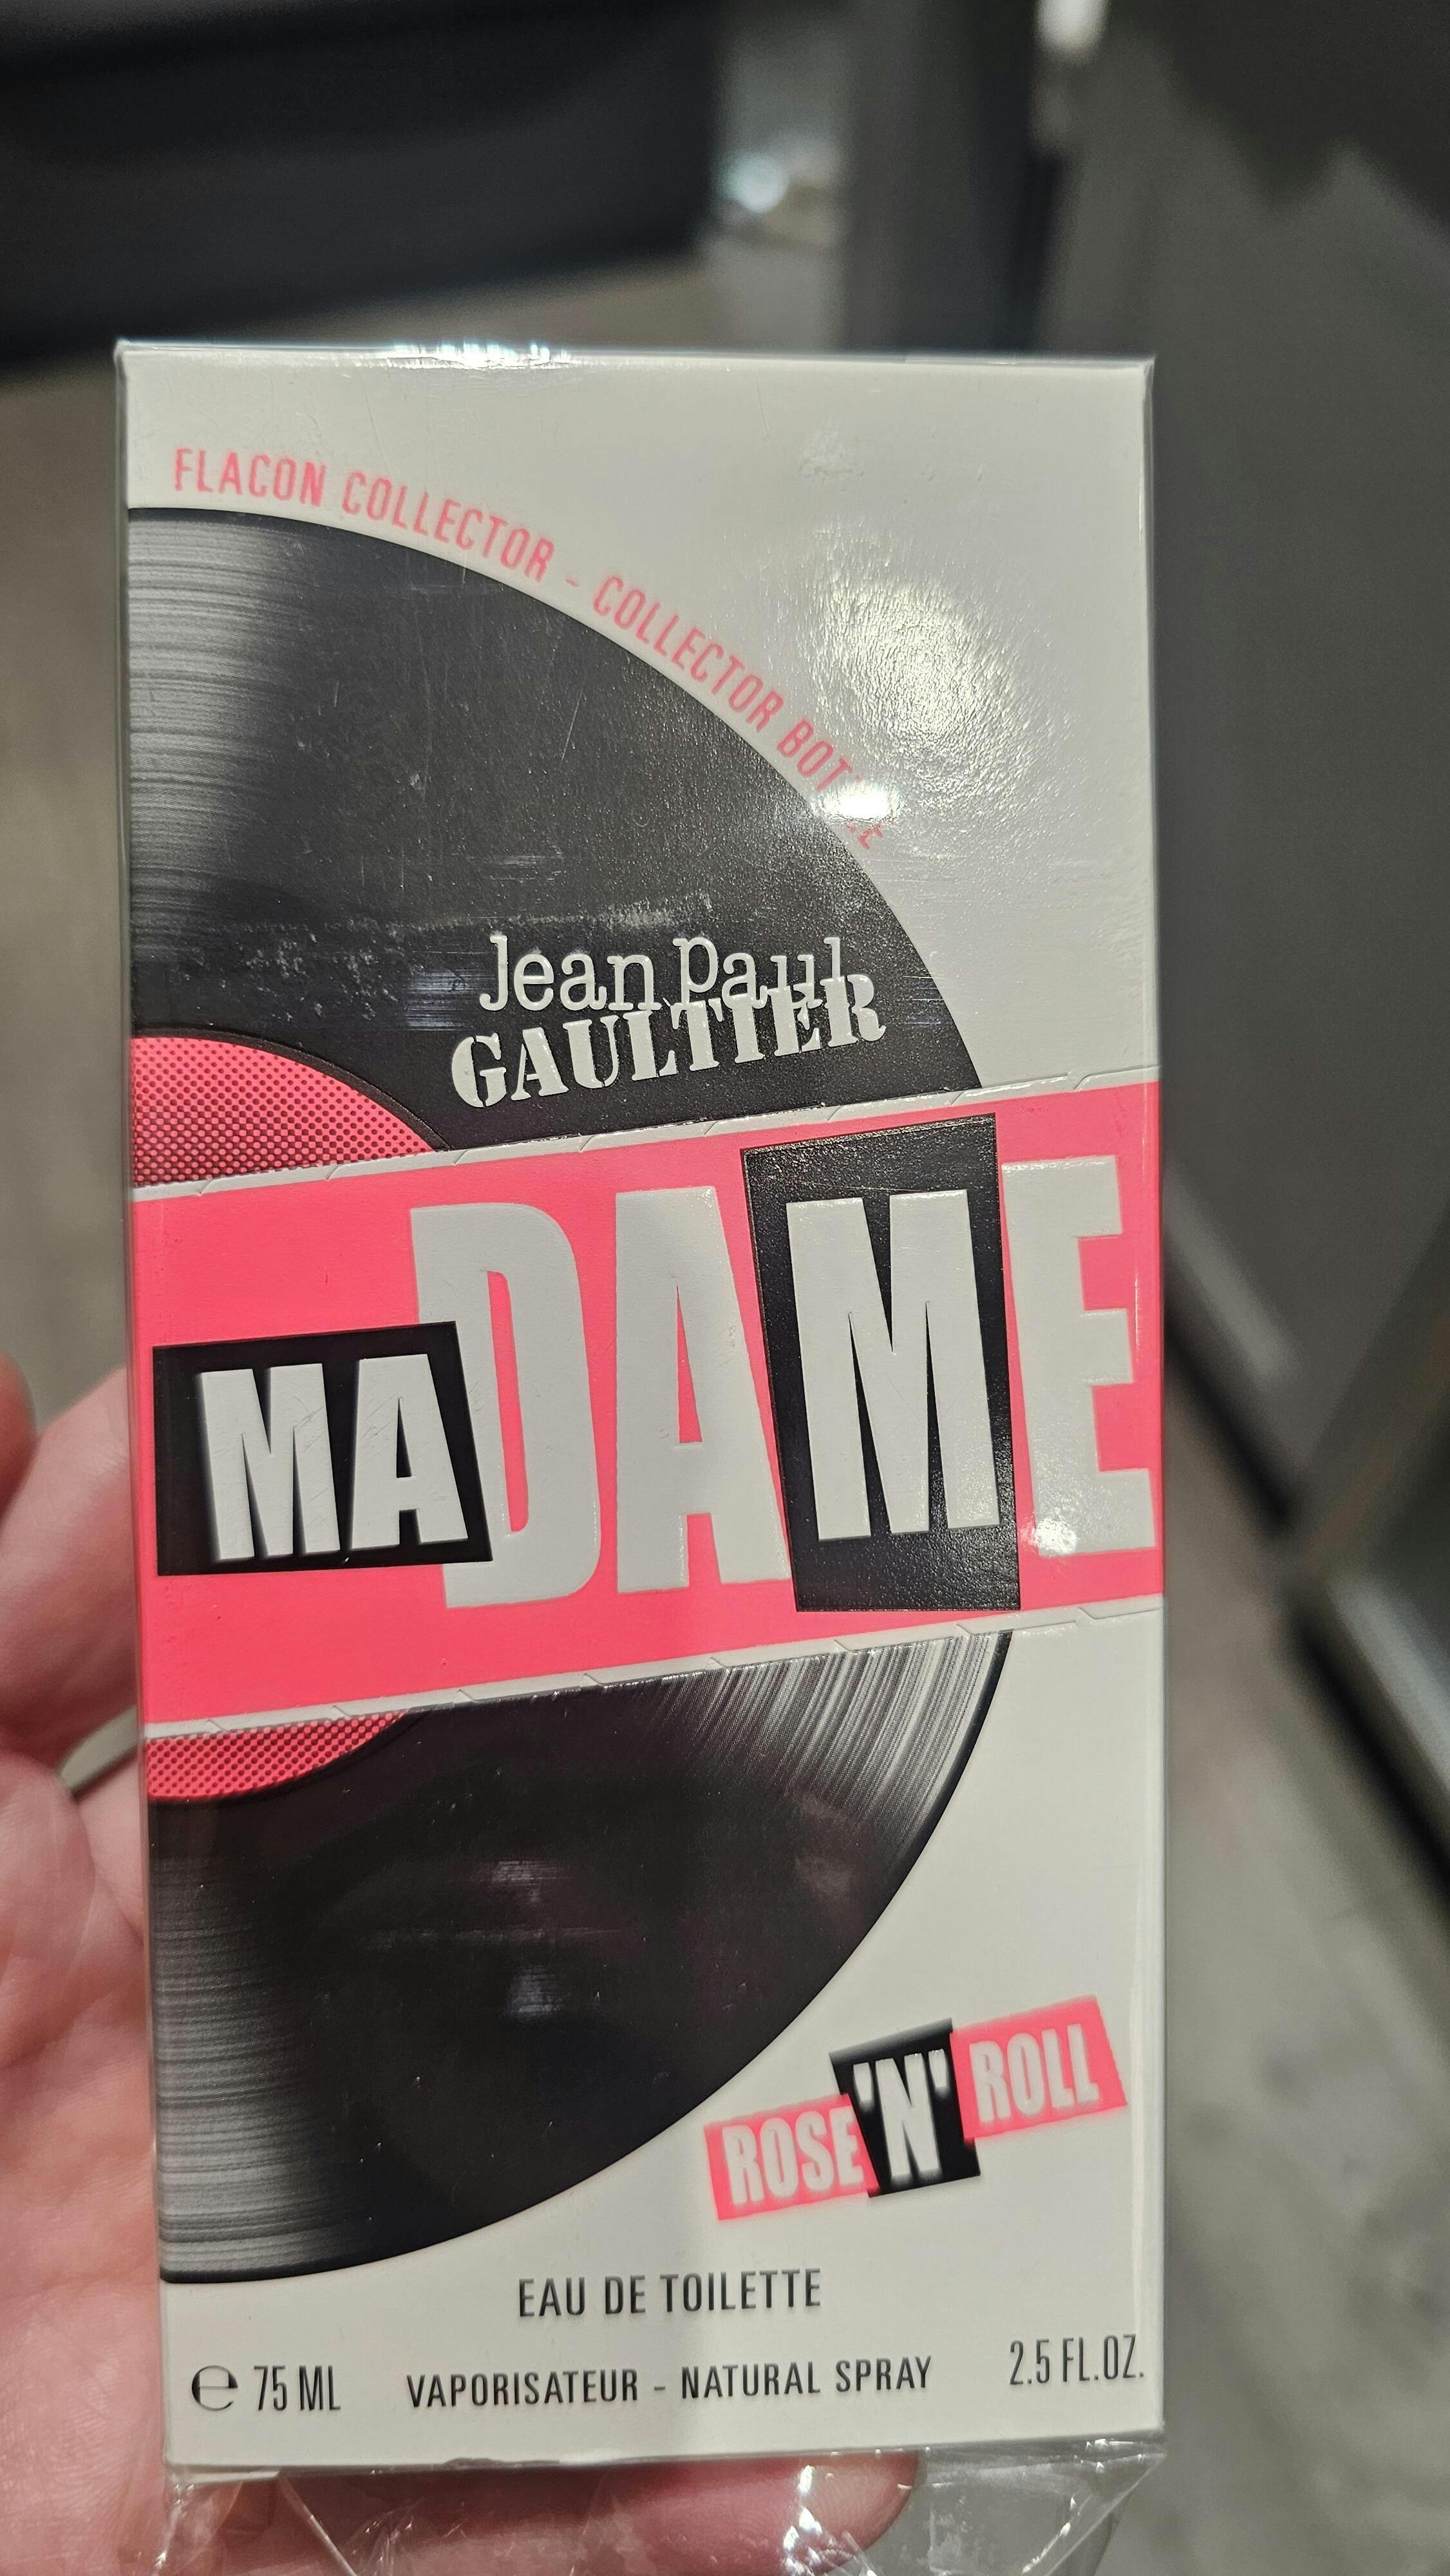 FLACON COLLECTOR - COLLECTOR BOTTLE
Jean Paul
GAULTIER
MADAME
ROSE 'N' ROLL
EAU DE TOILETTE
℮ 75 ML VAPORISATEUR - NATURAL SPRAY 2.5 FL.OZ.